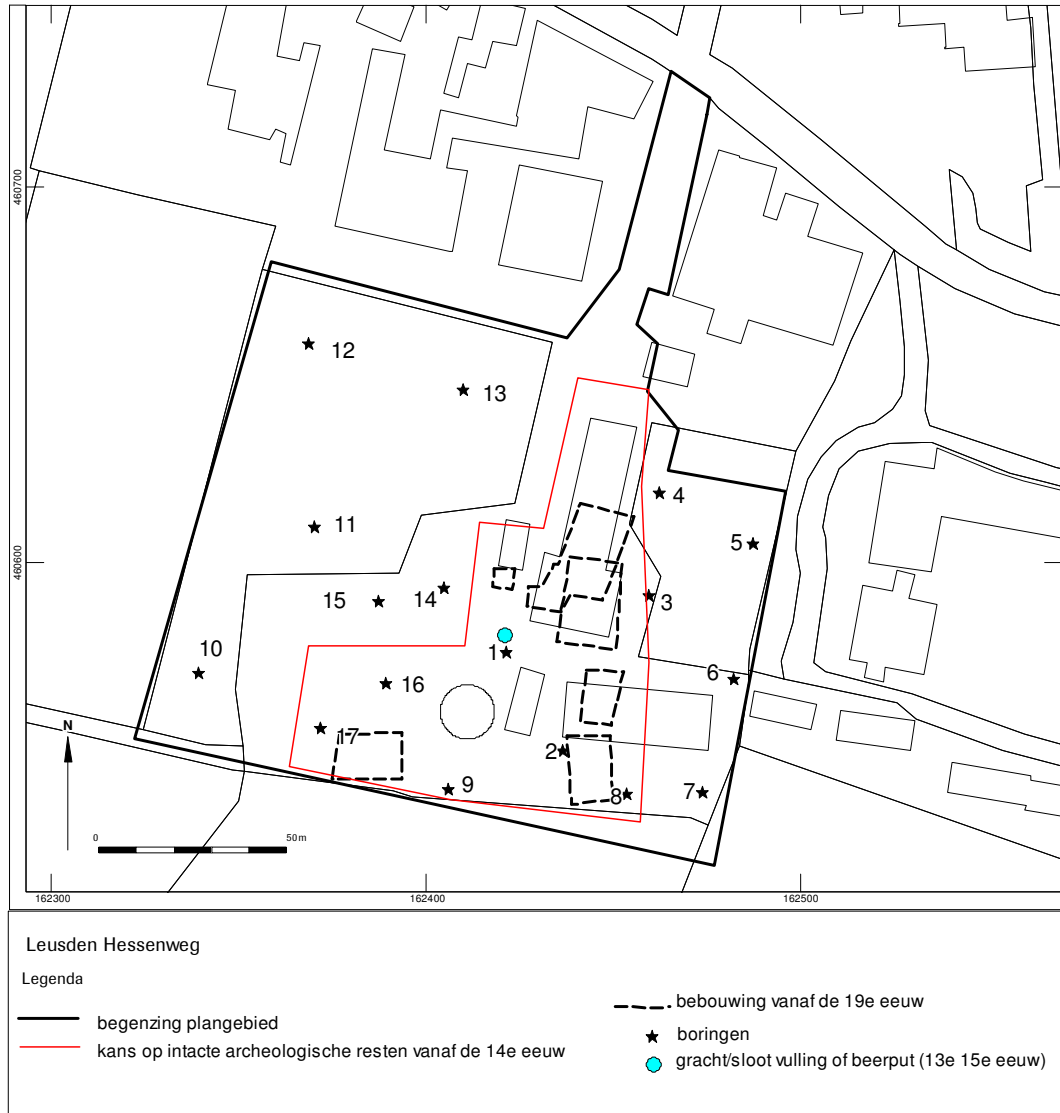 460700
12
13
4
5
11
460600
15
14
3
1
10
6
16
17
2
N
9
8
7
0
50m
162300
162400
162500
Leusden Hessenweg
Legenda
begenzing plangebied
kans op intacte archeologische resten vanaf de 14e eeuw
bebouwing vanaf de 19e eeuw
boringen
gracht/sloot vulling of beerput (13e 15e eeuw)